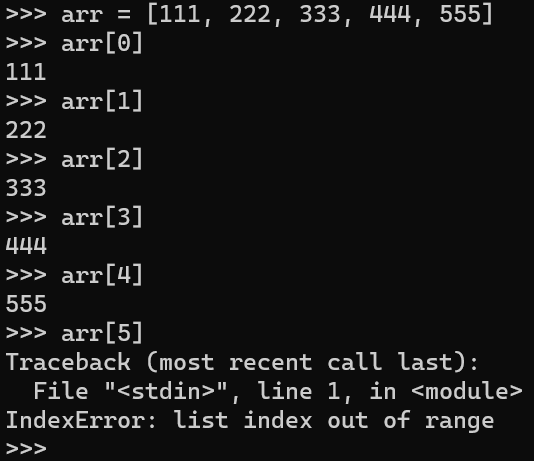 >>> arr = [111, 222, 333, 444, 555]
>>> arr[0]
111
>>> arr[1]
222
>>> arr[2]
333
>>> arr[3]
444
>>> arr[4]
555
>>> arr[5]
Traceback (most recent call last):
  File "<stdin>", line 1, in <module>
IndexError: list index out of range
>>>